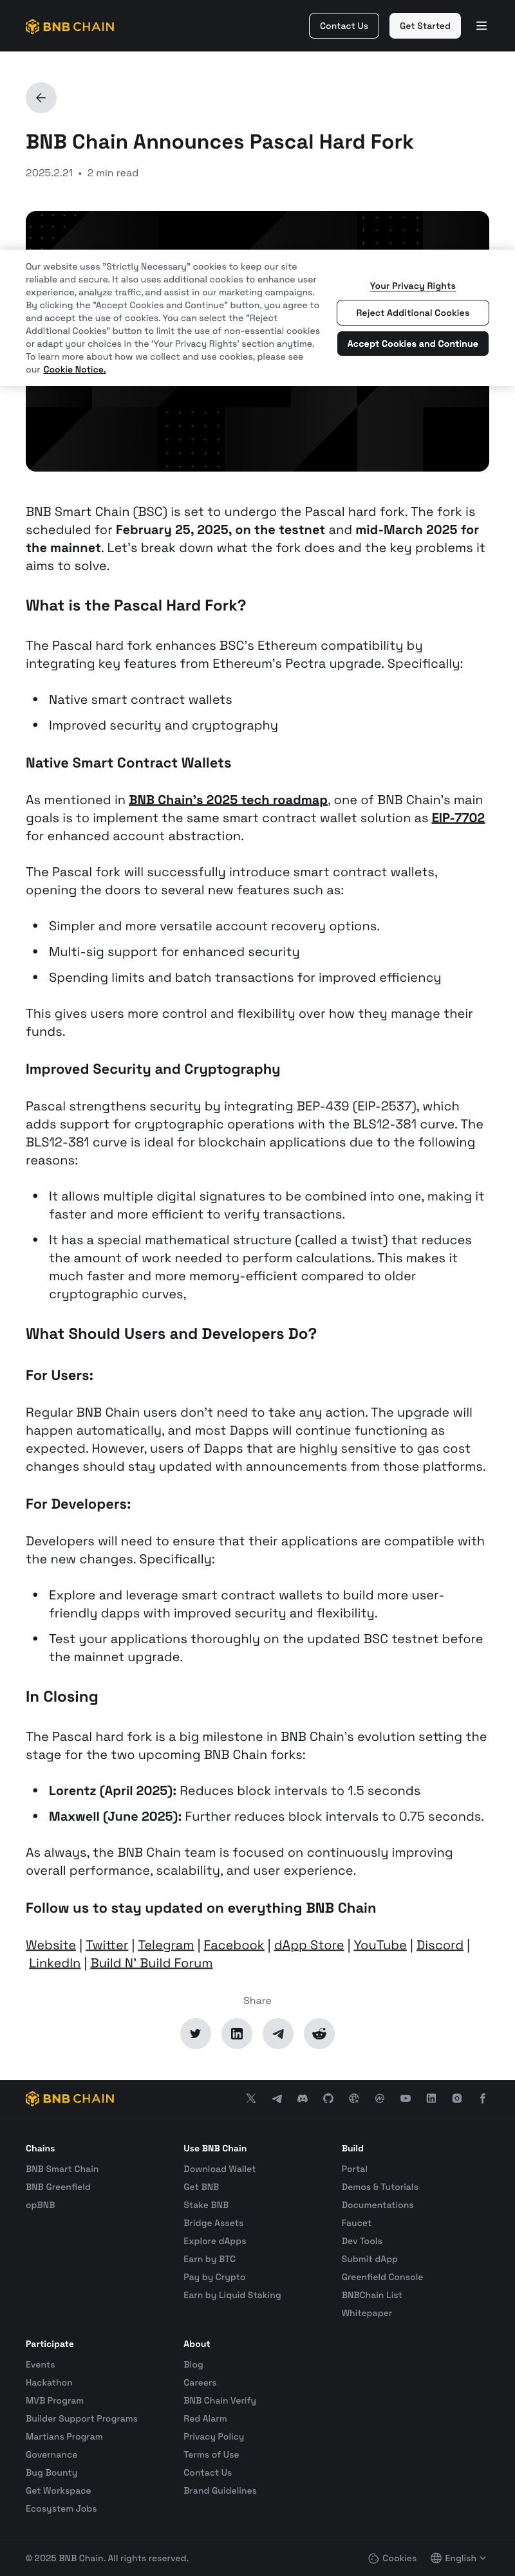 BNB CHAIN
Contact Us
Get Started
BNB Chain Announces Pascal Hard Fork
2025.2.21 • 2 min read
Our website uses "Strictly Necessary" cookies to keep our site
reliable and secure. It also uses additional cookies to enhance user
experience, analyze traffic, and assist in our marketing campaigns.
By clicking the "Accept Cookies and Continue" button, you agree to
and accept the use of cookies. You can select the "Reject
Additional Cookies" button to limit the use of non-essential cookies
or adapt your choices in the 'Your Privacy Rights' section anytime.
To learn more about how we collect and use cookies, please see
our Cookie Notice.
Your Privacy Rights
Reject Additional Cookies
Accept Cookies and Continue
BNB Smart Chain (BSC) is set to undergo the Pascal hard fork. The fork is
scheduled for February 25, 2025, on the testnet and mid-March 2025 for
the mainnet. Let's break down what the fork does and the key problems it
aims to solve.
What is the Pascal Hard Fork?
The Pascal hard fork enhances BSC's Ethereum compatibility by
integrating key features from Ethereum's Pectra upgrade. Specifically:
• Native smart contract wallets
• Improved security and cryptography
Native Smart Contract Wallets
As mentioned in BNB Chain's 2025 tech roadmap, one of BNB Chain's main
goals is to implement the same smart contract wallet solution as EIP-7702
for enhanced account abstraction.
The Pascal fork will successfully introduce smart contract wallets,
opening the doors to several new features such as:
• Simpler and more versatile account recovery options.
• Multi-sig support for enhanced security
• Spending limits and batch transactions for improved efficiency
This gives users more control and flexibility over how they manage their
funds.
Improved Security and Cryptography
Pascal strengthens security by integrating BEP-439 (EIP-2537), which
adds support for cryptographic operations with the BLS12-381 curve. The
BLS12-381 curve is ideal for blockchain applications due to the following
reasons:
• It allows multiple digital signatures to be combined into one, making it
faster and more efficient to verify transactions.
• It has a special mathematical structure (called a twist) that reduces
the amount of work needed to perform calculations. This makes it
much faster and more memory-efficient compared to older
cryptographic curves,
What Should Users and Developers Do?
For Users:
Regular BNB Chain users don't need to take any action. The upgrade will
happen automatically, and most Dapps will continue functioning as
expected. However, users of Dapps that are highly sensitive to gas cost
changes should stay updated with announcements from those platforms.
For Developers:
Developers will need to ensure that their applications are compatible with
the new changes. Specifically:
• Explore and leverage smart contract wallets to build more user-
friendly dapps with improved security and flexibility.
• Test your applications thoroughly on the updated BSC testnet before
the mainnet upgrade.
In Closing
The Pascal hard fork is a big milestone in BNB Chain's evolution setting the
stage for the two upcoming BNB Chain forks:
• Lorentz (April 2025): Reduces block intervals to 1.5 seconds
• Maxwell (June 2025): Further reduces block intervals to 0.75 seconds.
As always, the BNB Chain team is focused on continuously improving
overall performance, scalability, and user experience.
Follow us to stay updated on everything BNB Chain
Website | Twitter | Telegram | Facebook | dApp Store | YouTube | Discord |
LinkedIn | Build N' Build Forum
Share
BNB CHAIN
Chains
BNB Smart Chain
BNB Greenfield
opBNB
Use BNB Chain
Download Wallet
Get BNB
Stake BNB
Bridge Assets
Explore dApps
Earn by BTC
Pay by Crypto
Earn by Liquid Staking
Build
Portal
Demos & Tutorials
Documentations
Faucet
Dev Tools
Submit dApp
Greenfield Console
BNBChain List
Whitepaper
Participate
Events
Hackathon
MVB Program
Builder Support Programs
Martians Program
Governance
Bug Bounty
Get Workspace
Ecosystem Jobs
About
Blog
Careers
BNB Chain Verify
Red Alarm
Privacy Policy
Terms of Use
Contact Us
Brand Guidelines
© 2025 BNB Chain. All rights reserved.
Cookies
English